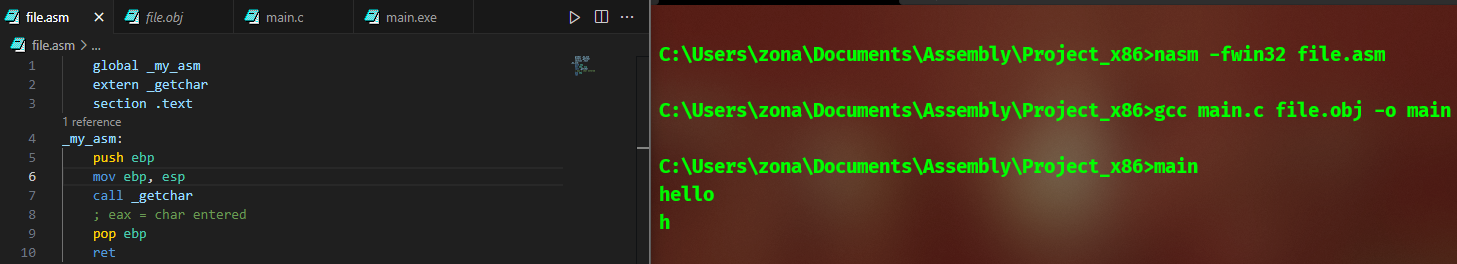 file.asm file.obj main.c main.exe
file.asm > ...
1 global _my_asm
2 extern _getchar
3 section .text
1 reference
4 _my_asm:
5 push ebp
6 mov ebp, esp
7 call _getchar
8 ; eax = char entered
9 pop ebp
10 ret
C:\Users\zona\Documents\Assembly\Project_x86>nasm -fwin32 file.asm
C:\Users\zona\Documents\Assembly\Project_x86>gcc main.c file.obj -o main
C:\Users\zona\Documents\Assembly\Project_x86>main
hello
h